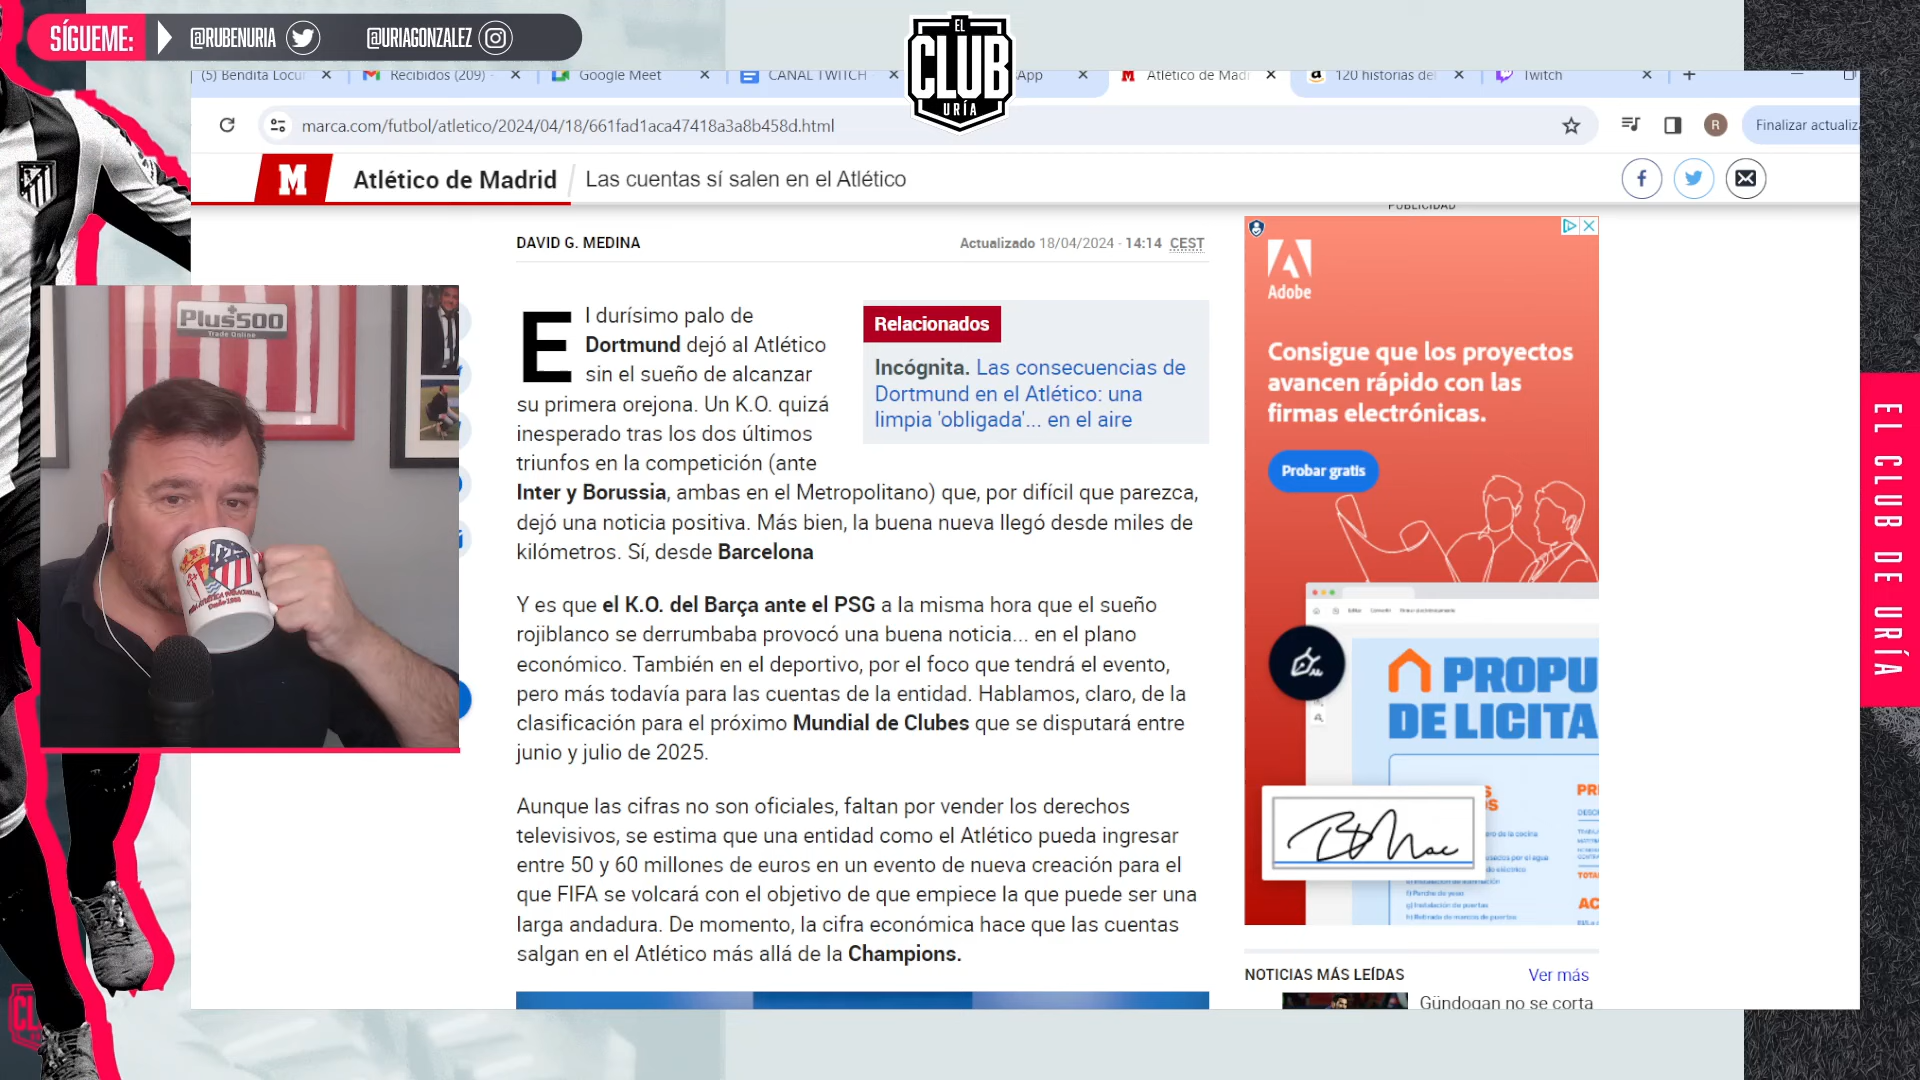 SÍGUEME:
@RUBENURIA
@URIAGONZALEZ
EL
CLUB
URÍA
(5) Bendita Locur
Recibidos (209) -
Google Meet
CANAL TWITCH
App
Atlético de Madr
120 historias del
Twitch
marca.com/futbol/atletico/2024/04/18/661fad1aca47418a3a8b458d.html
R
Finalizar actualiza
M
Atlético de Madrid
Las cuentas sí salen en el Atlético
PUBLICIDAD
DAVID G. MEDINA
Actualizado 18/04/2024 - 14:14 CEST
El durísimo palo de
Dortmund dejó al Atlético
sin el sueño de alcanzar
su primera orejona. Un K.O. quizá
inesperado tras los dos últimos
triunfos en la competición (ante
Inter y Borussia, ambas en el Metropolitano) que, por difícil que parezca,
dejó una noticia positiva. Más bien, la buena nueva llegó desde miles de
kilómetros. Sí, desde Barcelona
Relacionados
Incógnita. Las consecuencias de
Dortmund en el Atlético: una
limpia 'obligada'... en el aire
Y es que el K.O. del Barça ante el PSG a la misma hora que el sueño
rojiblanco se derrumbaba provocó una buena noticia... en el plano
económico. También en el deportivo, por el foco que tendrá el evento,
pero más todavía para las cuentas de la entidad. Hablamos, claro, de la
clasificación para el próximo Mundial de Clubes que se disputará entre
junio y julio de 2025.
Aunque las cifras no son oficiales, faltan por vender los derechos
televisivos, se estima que una entidad como el Atlético pueda ingresar
entre 50 y 60 millones de euros en un evento de nueva creación para el
que FIFA se volcará con el objetivo de que empiece la que puede ser una
larga andadura. De momento, la cifra económica hace que las cuentas
salgan en el Atlético más allá de la Champions.
Adobe
Consigue que los proyectos
avancen rápido con las
firmas electrónicas.
Probar gratis
PROPU
DE LICITA
NOTICIAS MÁS LEÍDAS
Ver más
Gündogan no se corta
Plus500
Trade Online
EL CLUB DE URÍA